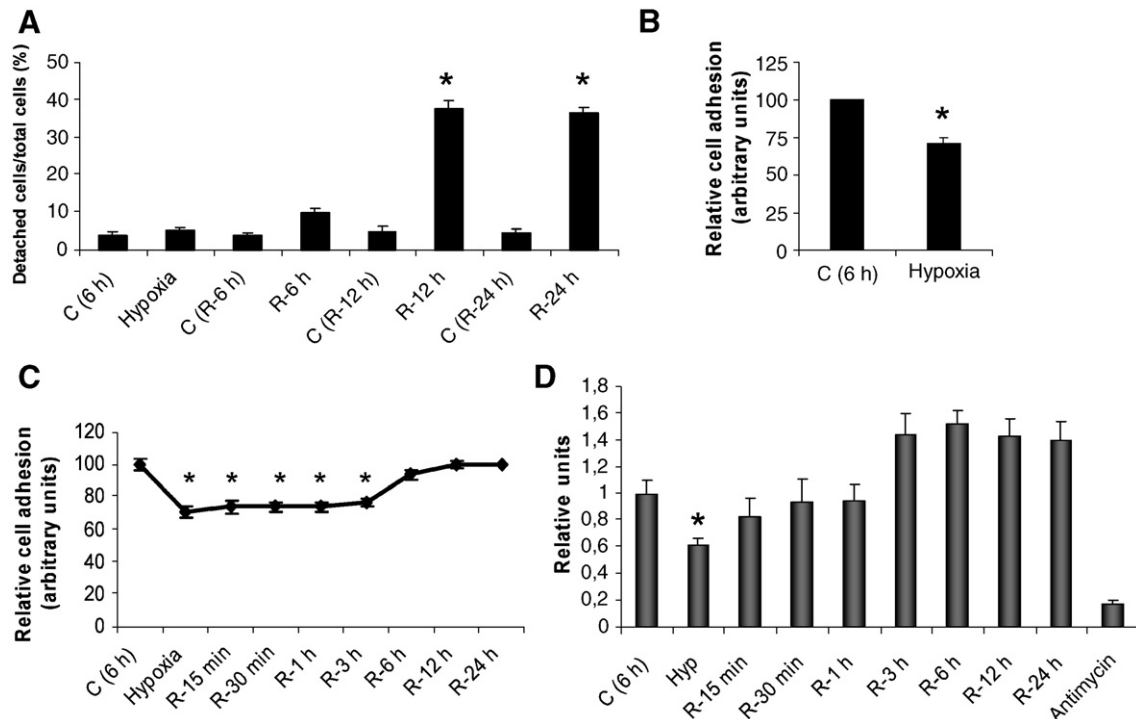 A
Detached cells/total cells (%)
50
40
30
20
10
0
*
*
C (6 h)
Hypoxia
C (R-6 h)
R-6 h
C (R-12 h)
R-12 h
C (R-24 h)
R-24 h
B
Relative cell adhesion
(arbitrary units)
125
100
75
50
25
0
*
C (6 h)
Hypoxia
C
Relative cell adhesion
(arbitrary units)
120
100
80
60
40
20
0
* * * * *
C (6 h)
Hypoxia
R-15 min
R-30 min
R-1 h
R-3 h
R-6 h
R-12 h
R-24 h
D
Relative units
1,8
1,6
1,4
1,2
1
0,8
0,6
0,4
0,2
0
*
C (6 h)
Hyp
R-15 min
R-30 min
R-1 h
R-3 h
R-6 h
R-12 h
R-24 h
Antimycin